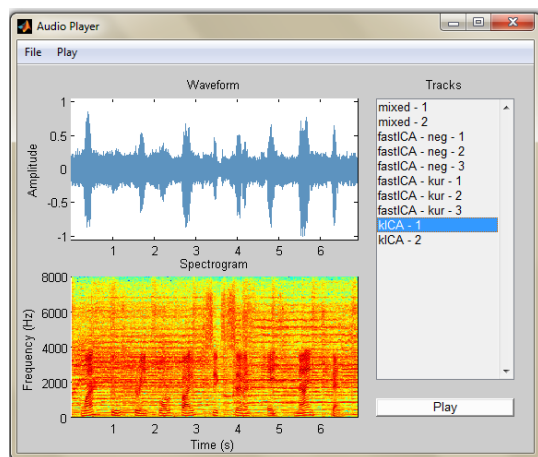 Audio Player
File Play
Waveform
Amplitude
1
0.5
0
-0.5
-1
1 2 3 4 5 6
Spectrogram
Frequency (Hz)
8000
6000
4000
2000
0
1 2 3 4 5 6
Time (s)
Tracks
mixed - 1
mixed - 2
fastICA - neg - 1
fastICA - neg - 2
fastICA - neg - 3
fastICA - kur - 1
fastICA - kur - 2
fastICA - kur - 3
kICA - 1
kICA - 2
Play